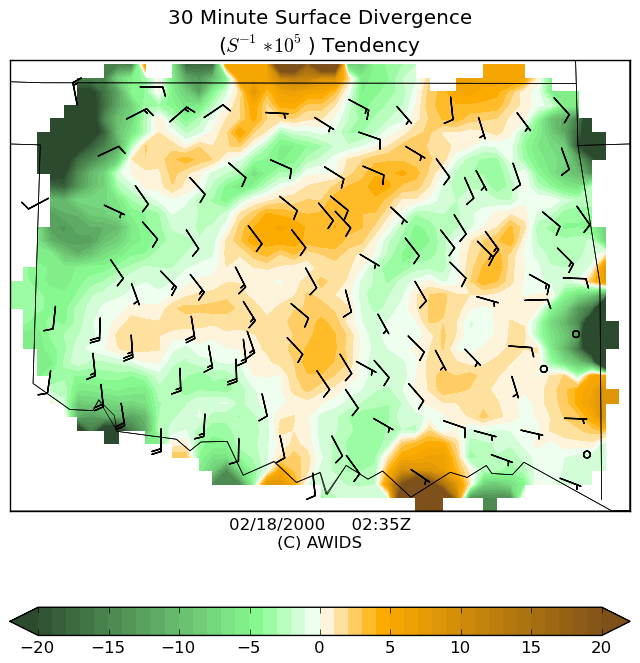 30 Minute Surface Divergence
(S⁻¹ *10⁵ ) Tendency
02/18/2000 02:35Z
(C) AWIDS
−20 −15 −10 −5 0 5 10 15 20